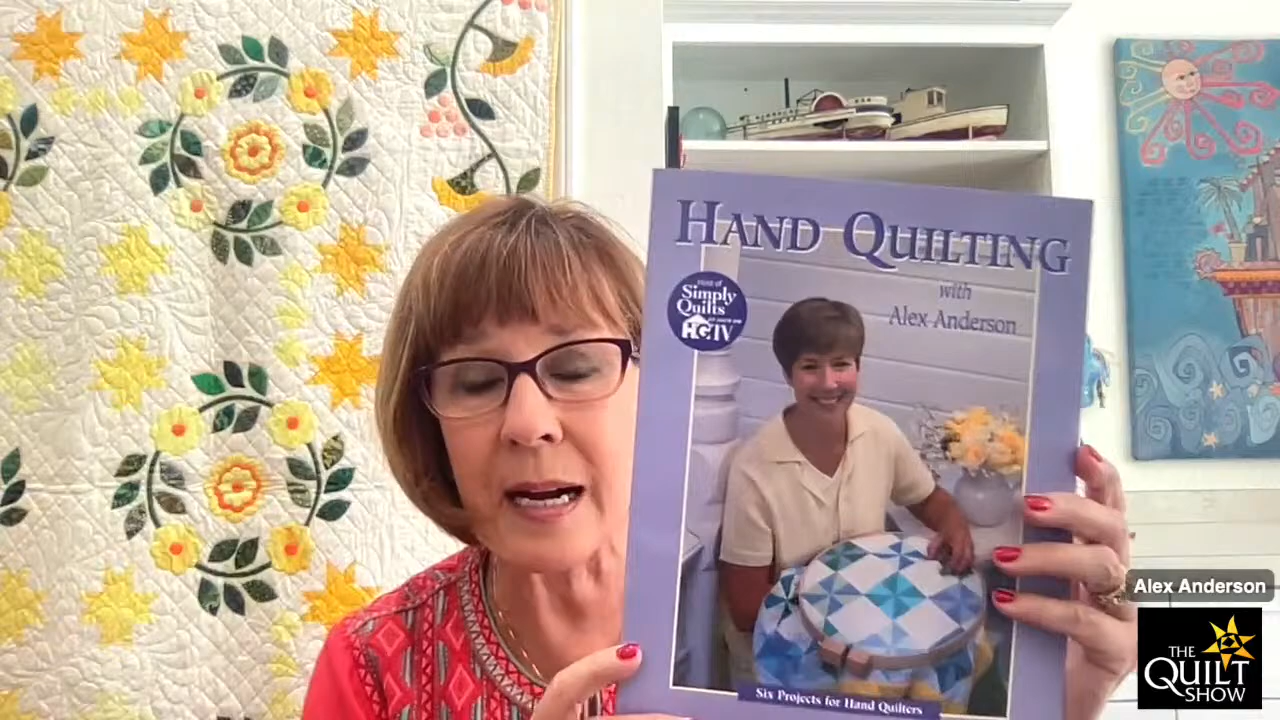 HAND QUILTING
with
Alex Anderson
Simply
Quilts
HGTV
Six Projects for Hand Quilters
Alex Anderson
THE
QUILT
SHOW